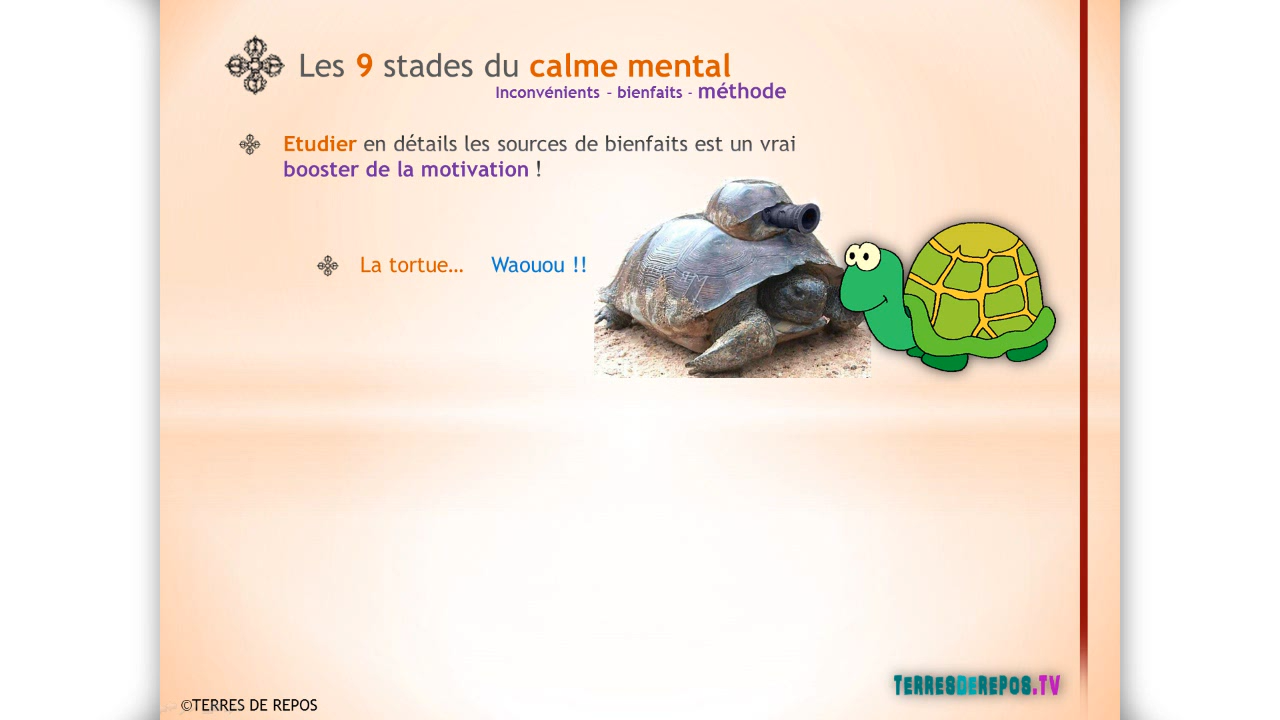 Les 9 stades du calme mental
Inconvénients - bienfaits - méthode
Etudier en détails les sources de bienfaits est un vrai
booster de la motivation !
La tortue... Waouou !!
TERRESDEREPOS.TV
©TERRES DE REPOS